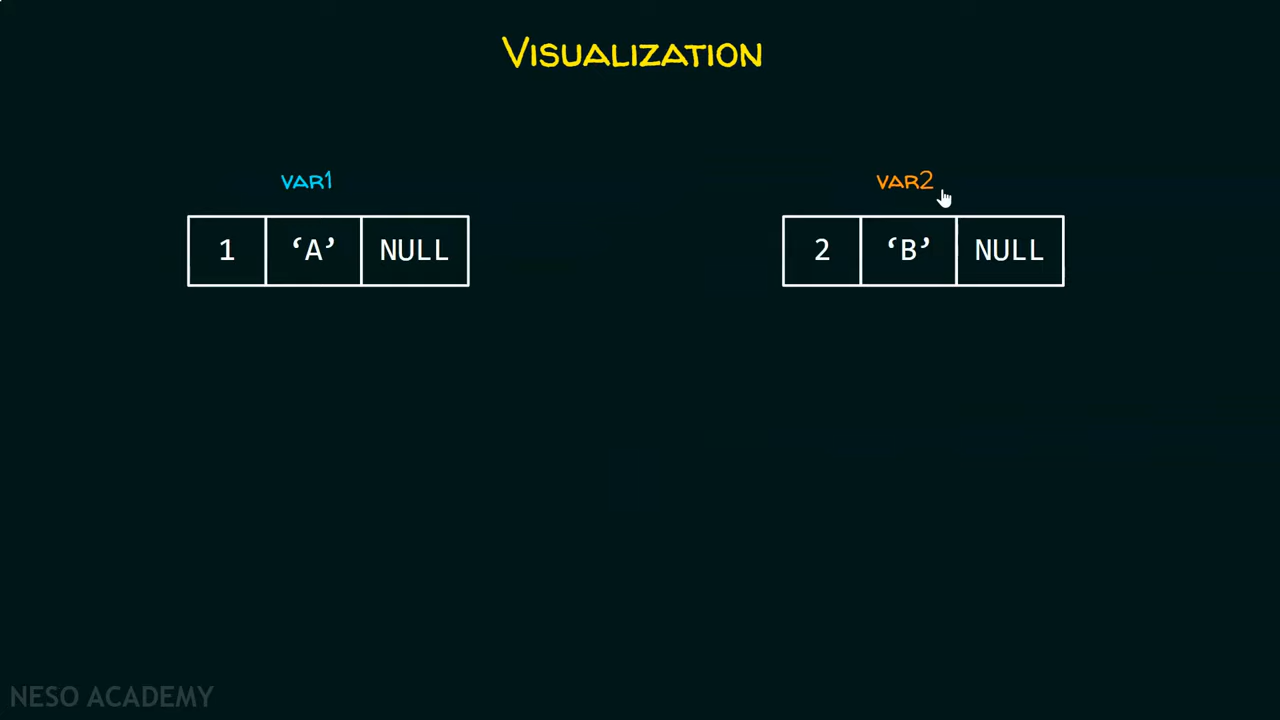 VISUALIZATION
VAR1
VAR2
1 ‘A’ NULL
2 ‘B’ NULL
NESO ACADEMY